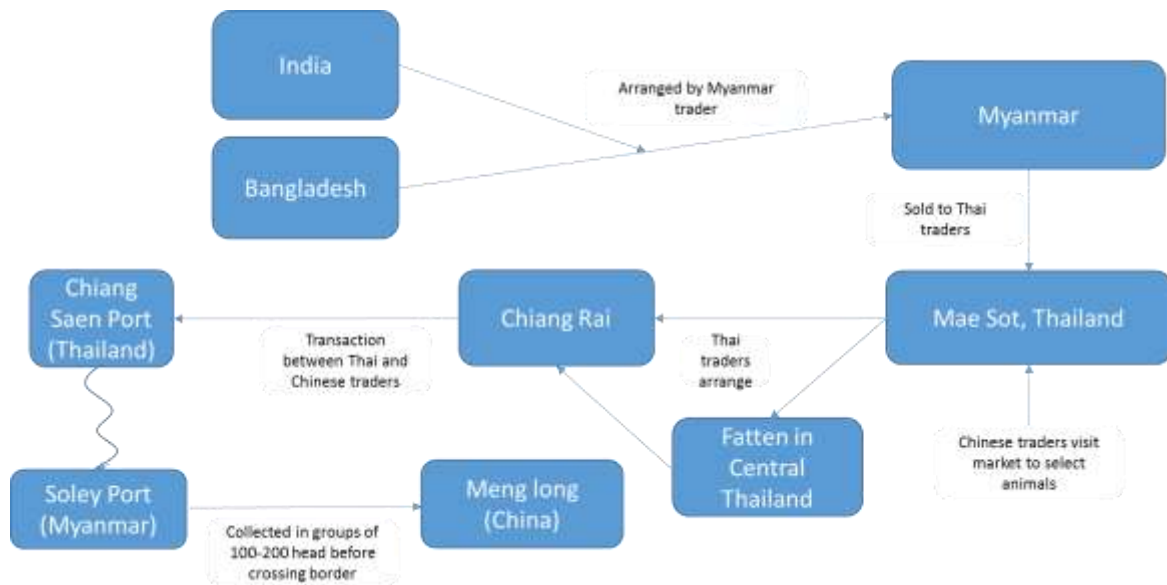 India
Arranged by Myanmar
trader
Myanmar
Bangladesh
Sold to Thai
traders
Chiang
Saen Port
(Thailand)
Chiang Rai
Mae Sot, Thailand
Transaction
between Thai and
Chinese traders
Thai
traders
arrange
Fatten in
Central
Thailand
Chinese traders visit
market to select
animals
Soley Port
(Myanmar)
Meng long
(China)
Collected in groups of
100-200 head before
crossing border